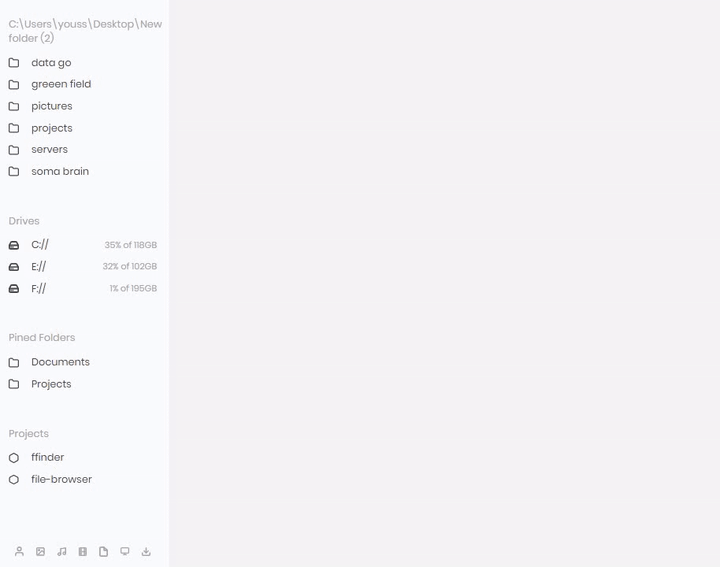 C:\Users\youss\Desktop\New
folder (2)
data go
greeen field
pictures
projects
servers
soma brain
Drives
C:// 35% of 118GB
E:// 32% of 102GB
F:// 1% of 195GB
Pined Folders
Documents
Projects
Projects
ffinder
file-browser